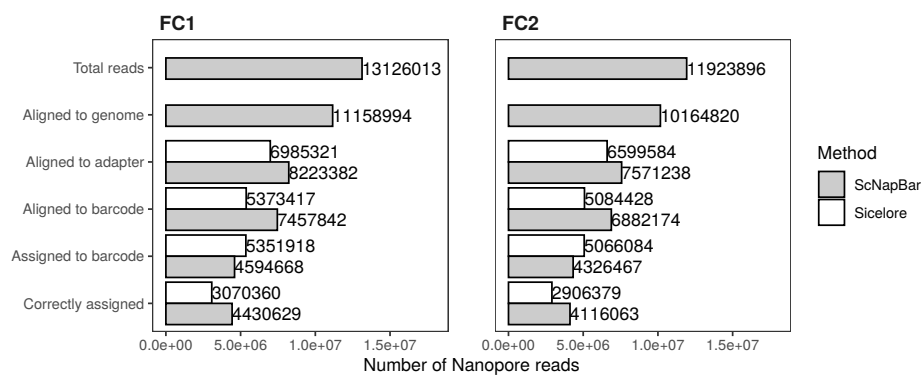 FC1
FC2
Total reads
13126013
11923896
Aligned to genome
11158994
10164820
Aligned to adapter
6985321
8223382
6599584
7571238
Aligned to barcode
5373417
7457842
5084428
6882174
Assigned to barcode
5351918
4594668
5066084
4326467
Correctly assigned
3070360
4430629
2906379
4116063
0.0e+00 5.0e+06 1.0e+07 1.5e+07
0.0e+00 5.0e+06 1.0e+07 1.5e+07
Number of Nanopore reads
Method
ScNapBar
Sicelore